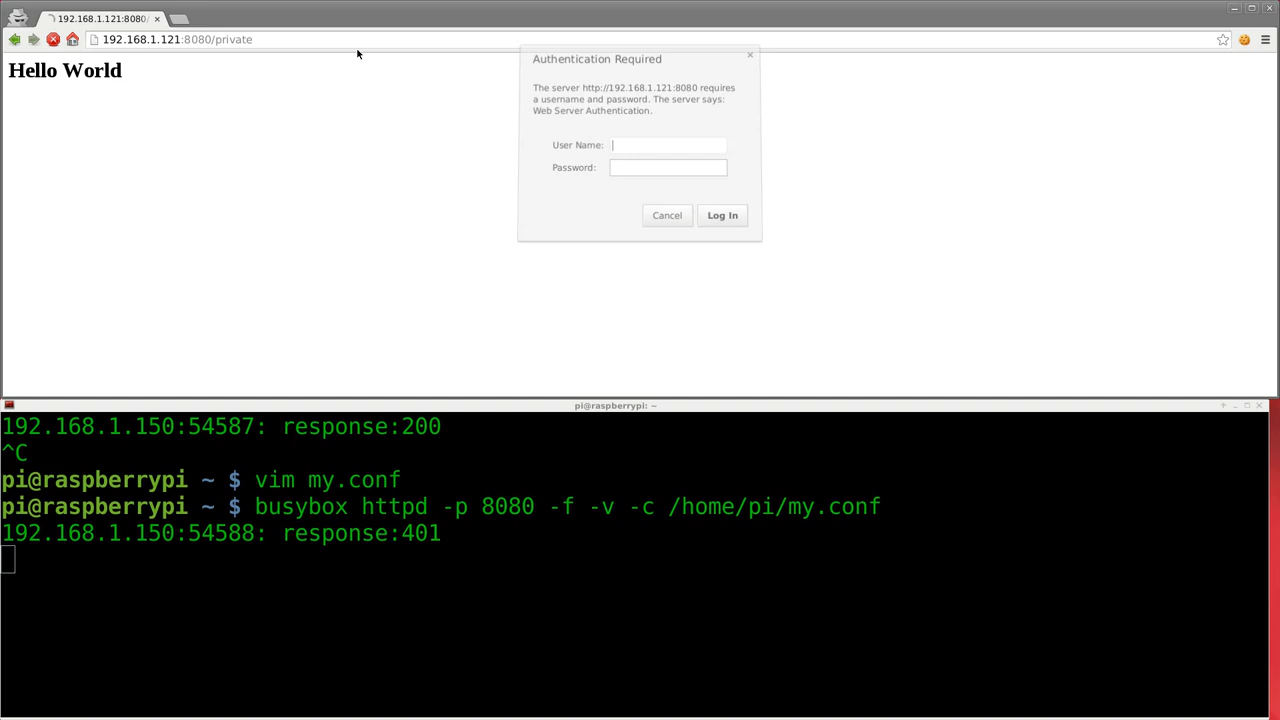 192.168.1.121:8080/
192.168.1.121:8080/private
Hello World
Authentication Required
The server http://192.168.1.121:8080 requires
a username and password. The server says:
Web Server Authentication.
User Name:
Password:
Cancel
Log In
pi@raspberrypi: ~
192.168.1.150:54587: response:200
^C
pi@raspberrypi ~ $ vim my.conf
pi@raspberrypi ~ $ busybox httpd -p 8080 -f -v -c /home/pi/my.conf
192.168.1.150:54588: response:401